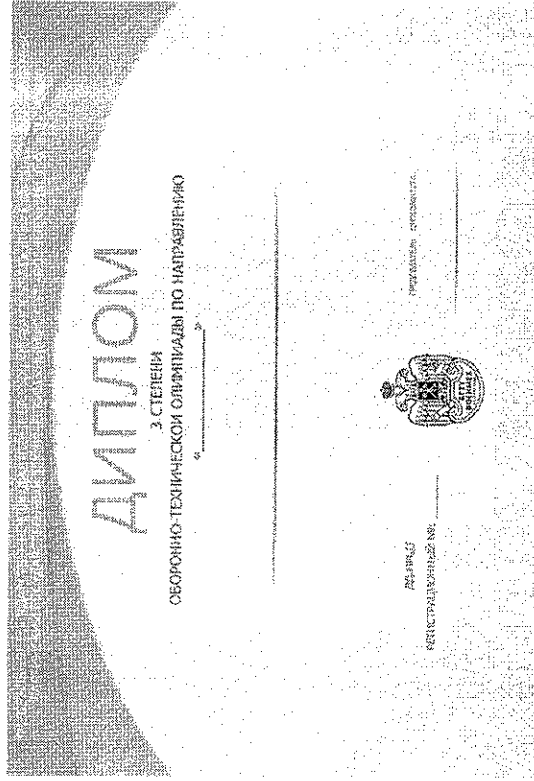 ДИПЛОМ
3 СТЕПЕНИ
ОБОРОННО-ТЕХНИЧЕСКОЙ ОЛИМПИАДЫ ПО НАПРАВЛЕНИЮ
« »
РЕГИСТРАЦИОННЫЙ №